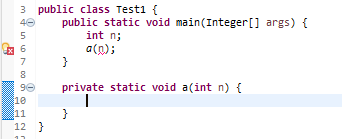 3 public class Test1 {
4 public static void main(Integer[] args) {
5 int n;
6 a(n);
7 }
8
9 private static void a(int n) {
10
11 }
12 }